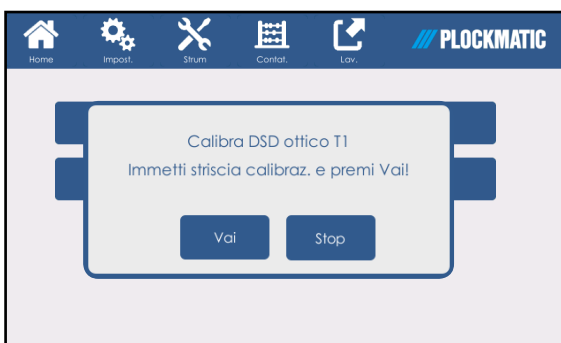 Home
Impost.
Strum
Contat.
Lav.
PLOCKMATIC
Calibra DSD ottico T1
Immetti striscia calibraz. e premi Vai!
Vai
Stop